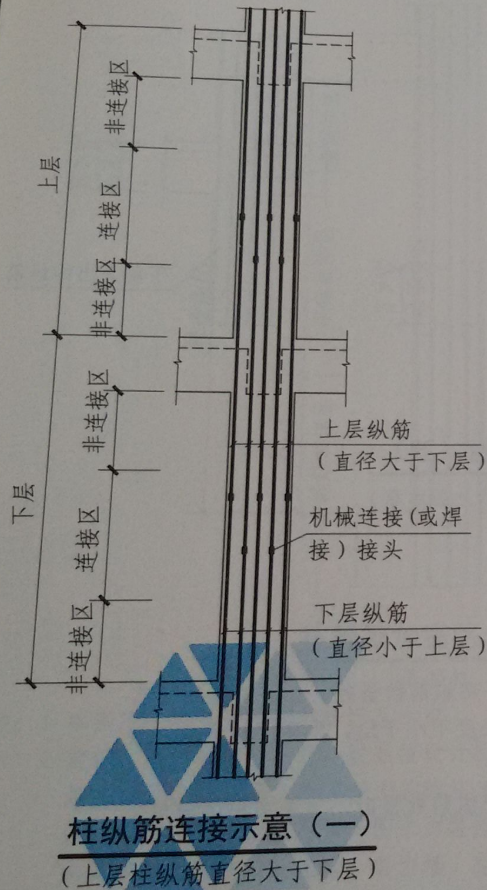 上层
非连接区
连接区
非连接区
下层
非连接区
连接区
非连接区
上层纵筋
（直径大于下层）
机械连接(或焊
接）接头
下层纵筋
（直径小于上层）
柱纵筋连接示意（一）
（上层柱纵筋直径大于下层）